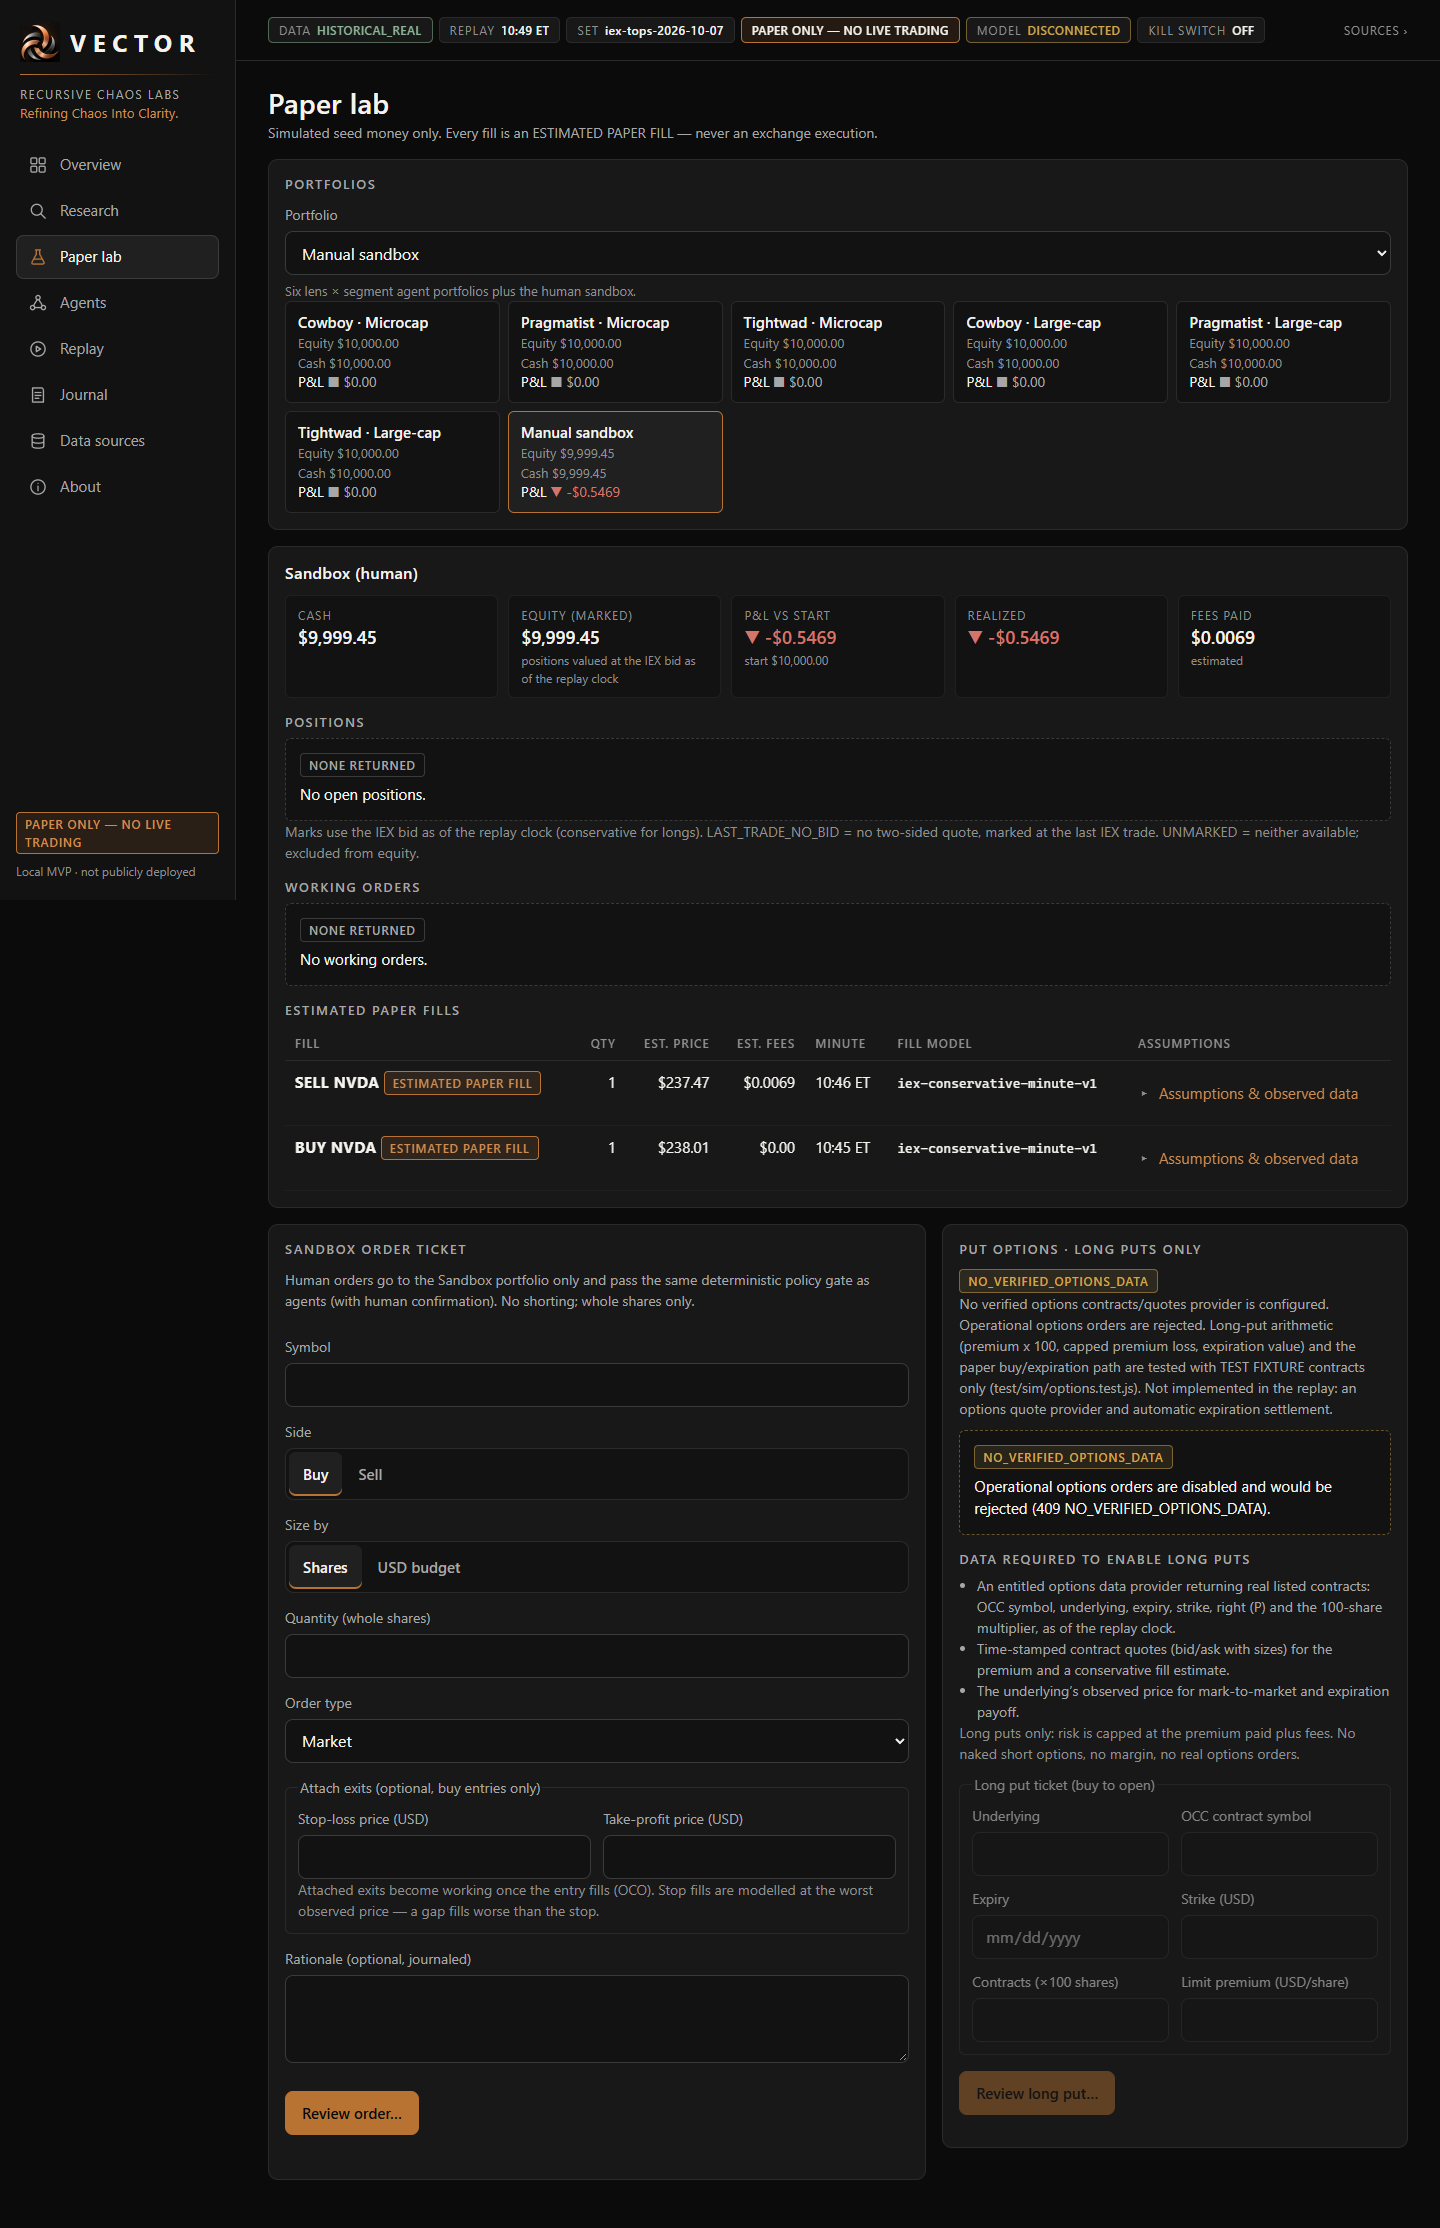 VECTOR
RECURSIVE CHAOS LABS
Refining Chaos Into Clarity.
Overview
Research
Paper lab
Agents
Replay
Journal
Data sources
About
PAPER ONLY — NO LIVE
TRADING
Local MVP · not publicly deployed
DATA HISTORICAL_REAL
REPLAY 10:49 ET
SET iex-tops-2026-10-07
PAPER ONLY — NO LIVE TRADING
MODEL DISCONNECTED
KILL SWITCH OFF
SOURCES ›
Paper lab
Simulated seed money only. Every fill is an ESTIMATED PAPER FILL — never an exchange execution.
PORTFOLIOS
Portfolio
Manual sandbox
Six lens × segment agent portfolios plus the human sandbox.
Cowboy · Microcap
Equity $10,000.00
Cash $10,000.00
P&L ■ $0.00
Pragmatist · Microcap
Equity $10,000.00
Cash $10,000.00
P&L ■ $0.00
Tightwad · Microcap
Equity $10,000.00
Cash $10,000.00
P&L ■ $0.00
Cowboy · Large-cap
Equity $10,000.00
Cash $10,000.00
P&L ■ $0.00
Pragmatist · Large-cap
Equity $10,000.00
Cash $10,000.00
P&L ■ $0.00
Tightwad · Large-cap
Equity $10,000.00
Cash $10,000.00
P&L ■ $0.00
Manual sandbox
Equity $9,999.45
Cash $9,999.45
P&L ▼ -$0.5469
Sandbox (human)
CASH
$9,999.45
EQUITY (MARKED)
$9,999.45
positions valued at the IEX bid as
of the replay clock
P&L VS START
▼ -$0.5469
start $10,000.00
REALIZED
▼ -$0.5469
FEES PAID
$0.0069
estimated
POSITIONS
NONE RETURNED
No open positions.
Marks use the IEX bid as of the replay clock (conservative for longs). LAST_TRADE_NO_BID = no two-sided quote, marked at the last IEX trade. UNMARKED = neither available;
excluded from equity.
WORKING ORDERS
NONE RETURNED
No working orders.
ESTIMATED PAPER FILLS
FILL QTY EST. PRICE EST. FEES MINUTE FILL MODEL ASSUMPTIONS
SELL NVDA ESTIMATED PAPER FILL 1 $237.47 $0.0069 10:46 ET iex-conservative-minute-v1 ▸ Assumptions & observed data
BUY NVDA ESTIMATED PAPER FILL 1 $238.01 $0.00 10:45 ET iex-conservative-minute-v1 ▸ Assumptions & observed data
SANDBOX ORDER TICKET
Human orders go to the Sandbox portfolio only and pass the same deterministic policy gate as
agents (with human confirmation). No shorting; whole shares only.
Symbol
Side
Buy Sell
Size by
Shares USD budget
Quantity (whole shares)
Order type
Market
Attach exits (optional, buy entries only)
Stop-loss price (USD) Take-profit price (USD)
Attached exits become working once the entry fills (OCO). Stop fills are modelled at the worst
observed price — a gap fills worse than the stop.
Rationale (optional, journaled)
Review order…
PUT OPTIONS · LONG PUTS ONLY
NO_VERIFIED_OPTIONS_DATA
No verified options contracts/quotes provider is configured.
Operational options orders are rejected. Long-put arithmetic
(premium x 100, capped premium loss, expiration value) and the
paper buy/expiration path are tested with TEST FIXTURE contracts
only (test/sim/options.test.js). Not implemented in the replay: an
options quote provider and automatic expiration settlement.
NO_VERIFIED_OPTIONS_DATA
Operational options orders are disabled and would be
rejected (409 NO_VERIFIED_OPTIONS_DATA).
DATA REQUIRED TO ENABLE LONG PUTS
• An entitled options data provider returning real listed contracts:
OCC symbol, underlying, expiry, strike, right (P) and the 100-share
multiplier, as of the replay clock.
• Time-stamped contract quotes (bid/ask with sizes) for the
premium and a conservative fill estimate.
• The underlying's observed price for mark-to-market and expiration
payoff.
Long puts only: risk is capped at the premium paid plus fees. No
naked short options, no margin, no real options orders.
Long put ticket (buy to open)
Underlying OCC contract symbol
Expiry Strike (USD)
mm/dd/yyyy
Contracts (×100 shares) Limit premium (USD/share)
Review long put…